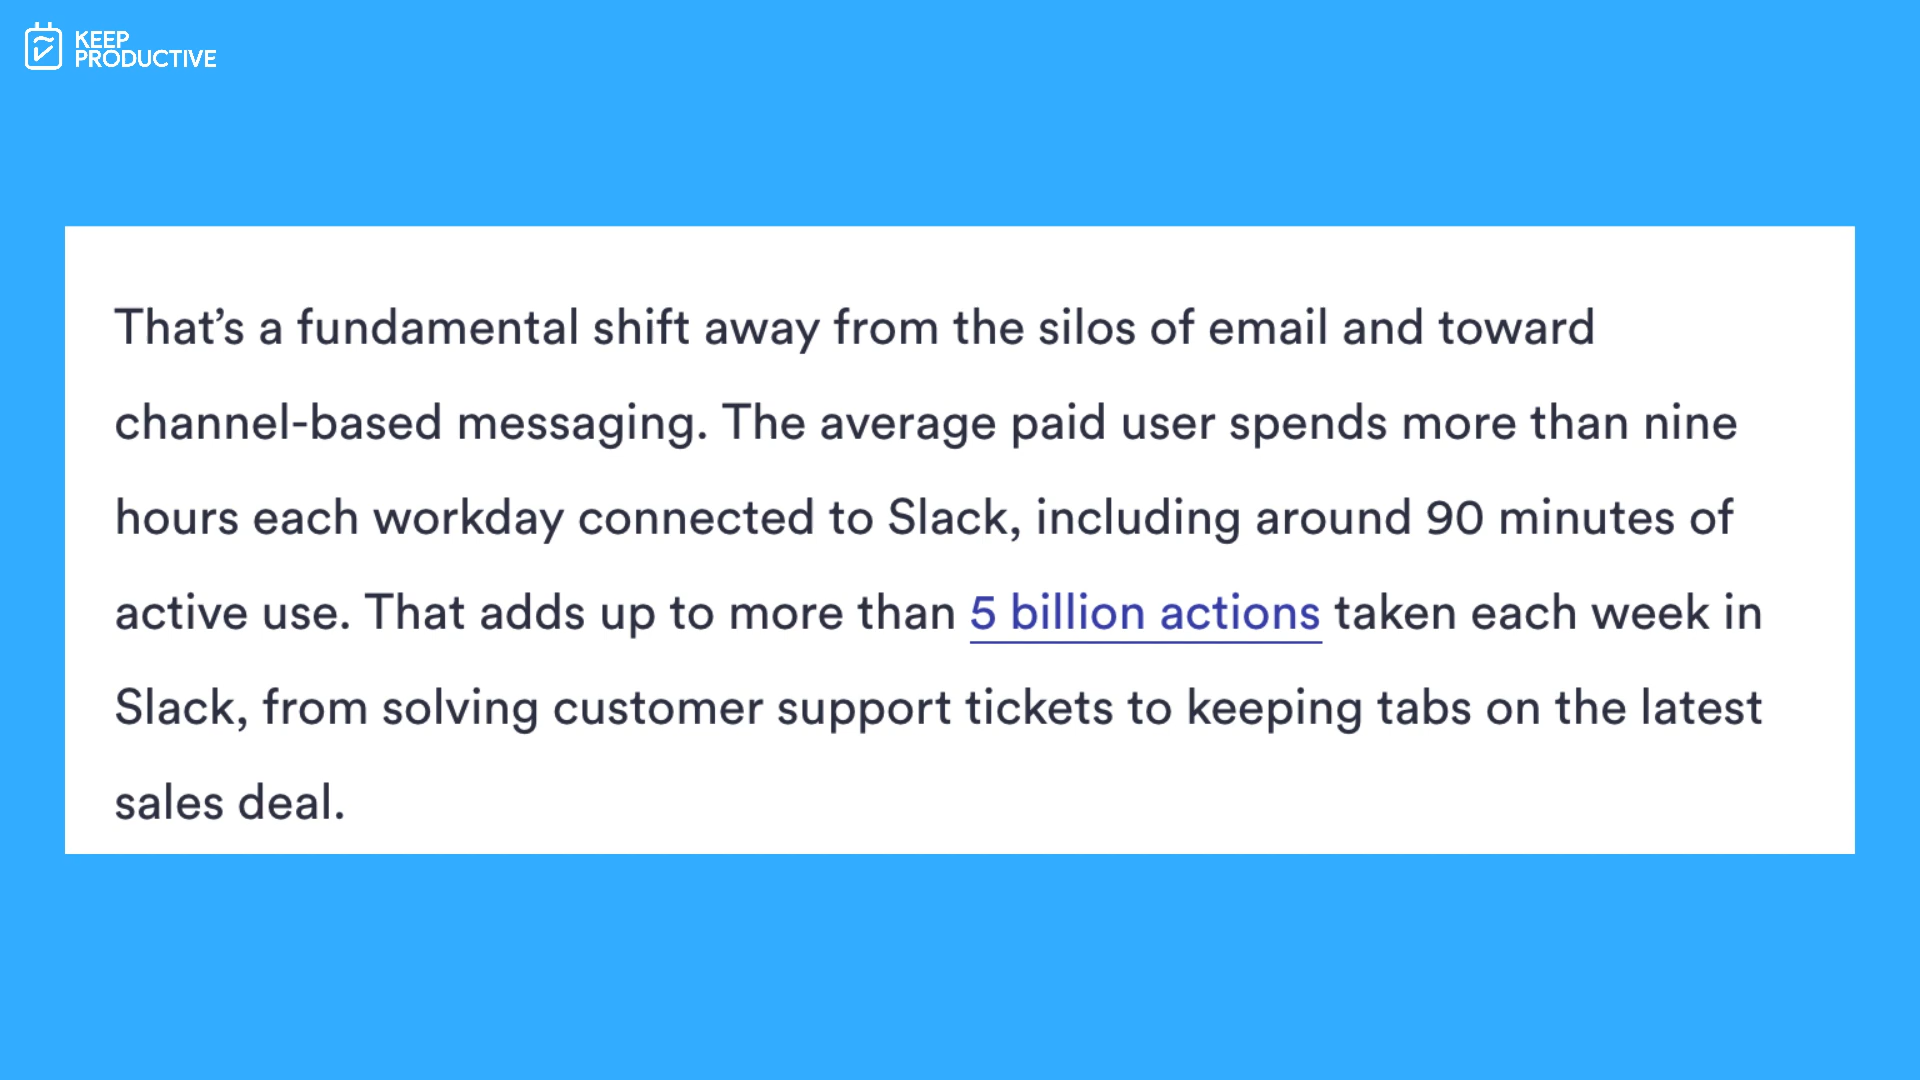 KEEP
PRODUCTIVE
That’s a fundamental shift away from the silos of email and toward
channel-based messaging. The average paid user spends more than nine
hours each workday connected to Slack, including around 90 minutes of
active use. That adds up to more than 5 billion actions taken each week in
Slack, from solving customer support tickets to keeping tabs on the latest
sales deal.